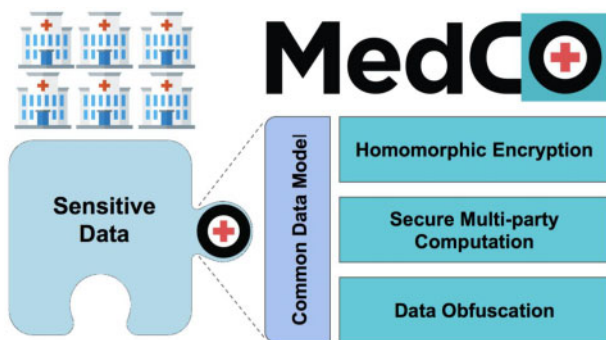 MedCO
Sensitive
Data
Common Data Model
Homomorphic Encryption
Secure Multi-party
Computation
Data Obfuscation